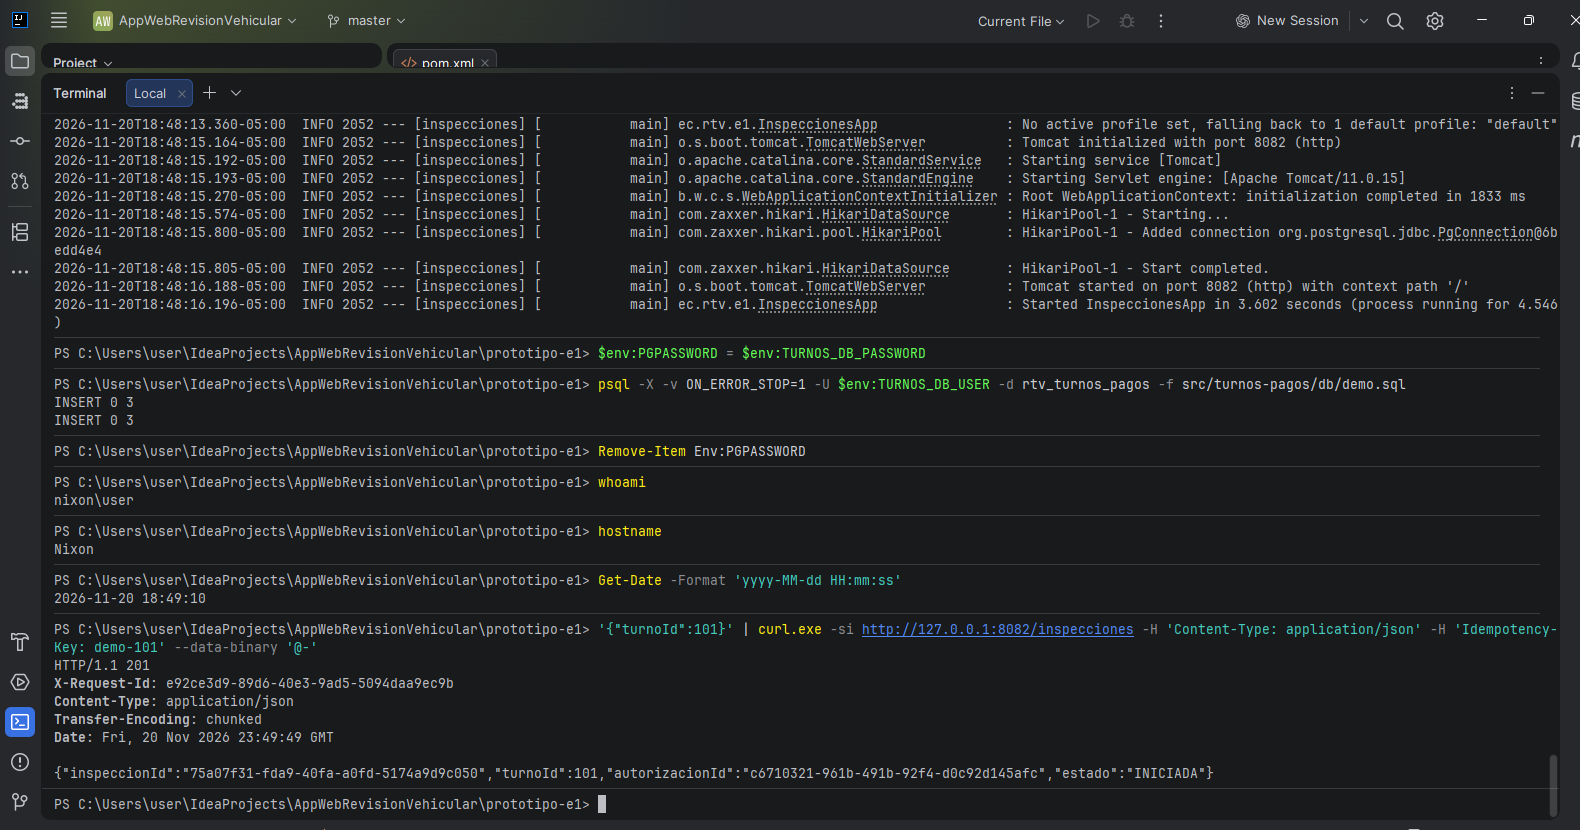 AW AppWebRevisionVehicular master Current File New Session
Project pom.xml
Terminal Local
2026-11-20T18:48:13.360-05:00 INFO 2052 --- [inspecciones] [ main] ec.rtv.e1.InspeccionesApp : No active profile set, falling back to 1 default profile: "default"
2026-11-20T18:48:15.164-05:00 INFO 2052 --- [inspecciones] [ main] o.s.boot.tomcat.TomcatWebServer : Tomcat initialized with port 8082 (http)
2026-11-20T18:48:15.192-05:00 INFO 2052 --- [inspecciones] [ main] o.apache.catalina.core.StandardService : Starting service [Tomcat]
2026-11-20T18:48:15.193-05:00 INFO 2052 --- [inspecciones] [ main] o.apache.catalina.core.StandardEngine : Starting Servlet engine: [Apache Tomcat/11.0.15]
2026-11-20T18:48:15.270-05:00 INFO 2052 --- [inspecciones] [ main] b.w.c.s.WebApplicationContextInitializer : Root WebApplicationContext: initialization completed in 1833 ms
2026-11-20T18:48:15.574-05:00 INFO 2052 --- [inspecciones] [ main] com.zaxxer.hikari.HikariDataSource : HikariPool-1 - Starting...
2026-11-20T18:48:15.800-05:00 INFO 2052 --- [inspecciones] [ main] com.zaxxer.hikari.pool.HikariPool : HikariPool-1 - Added connection org.postgresql.jdbc.PgConnection@6b
edd4e4
2026-11-20T18:48:15.805-05:00 INFO 2052 --- [inspecciones] [ main] com.zaxxer.hikari.HikariDataSource : HikariPool-1 - Start completed.
2026-11-20T18:48:16.188-05:00 INFO 2052 --- [inspecciones] [ main] o.s.boot.tomcat.TomcatWebServer : Tomcat started on port 8082 (http) with context path '/'
2026-11-20T18:48:16.196-05:00 INFO 2052 --- [inspecciones] [ main] ec.rtv.e1.InspeccionesApp : Started InspeccionesApp in 3.602 seconds (process running for 4.546
)
PS C:\Users\user\IdeaProjects\AppWebRevisionVehicular\prototipo-e1> $env:PGPASSWORD = $env:TURNOS_DB_PASSWORD
PS C:\Users\user\IdeaProjects\AppWebRevisionVehicular\prototipo-e1> psql -X -v ON_ERROR_STOP=1 -U $env:TURNOS_DB_USER -d rtv_turnos_pagos -f src/turnos-pagos/db/demo.sql
INSERT 0 3
INSERT 0 3
PS C:\Users\user\IdeaProjects\AppWebRevisionVehicular\prototipo-e1> Remove-Item Env:PGPASSWORD
PS C:\Users\user\IdeaProjects\AppWebRevisionVehicular\prototipo-e1> whoami
nixon\user
PS C:\Users\user\IdeaProjects\AppWebRevisionVehicular\prototipo-e1> hostname
Nixon
PS C:\Users\user\IdeaProjects\AppWebRevisionVehicular\prototipo-e1> Get-Date -Format 'yyyy-MM-dd HH:mm:ss'
2026-11-20 18:49:10
PS C:\Users\user\IdeaProjects\AppWebRevisionVehicular\prototipo-e1> '{"turnoId":101}' | curl.exe -si http://127.0.0.1:8082/inspecciones -H 'Content-Type: application/json' -H 'Idempotency-
Key: demo-101' --data-binary '@-'
HTTP/1.1 201
X-Request-Id: e92ce3d9-89d6-40e3-9ad5-5094daa9ec9b
Content-Type: application/json
Transfer-Encoding: chunked
Date: Fri, 20 Nov 2026 23:49:49 GMT
{"inspeccionId":"75a07f31-fda9-40fa-a0fd-5174a9d9c050","turnoId":101,"autorizacionId":"c6710321-961b-491b-92f4-d0c92d145afc","estado":"INICIADA"}
PS C:\Users\user\IdeaProjects\AppWebRevisionVehicular\prototipo-e1>